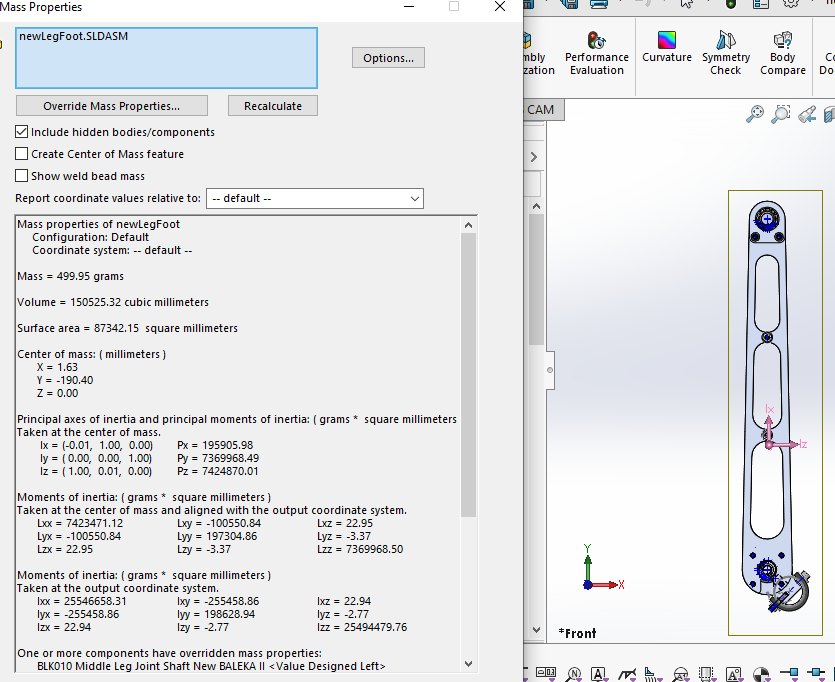 Mass Properties
newLegFoot.SLDASM
Options...
Override Mass Properties...
Recalculate
Include hidden bodies/components
Create Center of Mass feature
Show weld bead mass
Report coordinate values relative to: -- default --
Mass properties of newLegFoot
Configuration: Default
Coordinate system: -- default --
Mass = 499.95 grams
Volume = 150525.32 cubic millimeters
Surface area = 87342.15 square millimeters
Center of mass: ( millimeters )
X = 1.63
Y = -190.40
Z = 0.00
Principal axes of inertia and principal moments of inertia: ( grams * square millimeters
Taken at the center of mass.
Ix = (-0.01, 1.00, 0.00) Px = 195905.98
Iy = ( 0.00, 0.00, 1.00) Py = 7369968.49
Iz = ( 1.00, 0.01, 0.00) Pz = 7424870.01
Moments of inertia: ( grams * square millimeters )
Taken at the center of mass and aligned with the output coordinate system.
Lxx = 7423471.12 Lxy = -100550.84 Lxz = 22.95
Lyx = -100550.84 Lyy = 197304.86 Lyz = -3.37
Lzx = 22.95 Lzy = -3.37 Lzz = 7369968.50
Moments of inertia: ( grams * square millimeters )
Taken at the output coordinate system.
Ixx = 25546658.31 Ixy = -255458.86 Ixz = 22.94
Iyx = -255458.86 Iyy = 198628.94 Iyz = -2.77
Izx = 22.94 Izy = -2.77 Izz = 25494479.76
One or more components have overridden mass properties:
BLK010 Middle Leg Joint Shaft New BALEKA II <Value Designed Left>
Performance
Evaluation
Curvature
Symmetry
Check
Body
Compare
CAM
Ix
Iz
Y
X
*Front